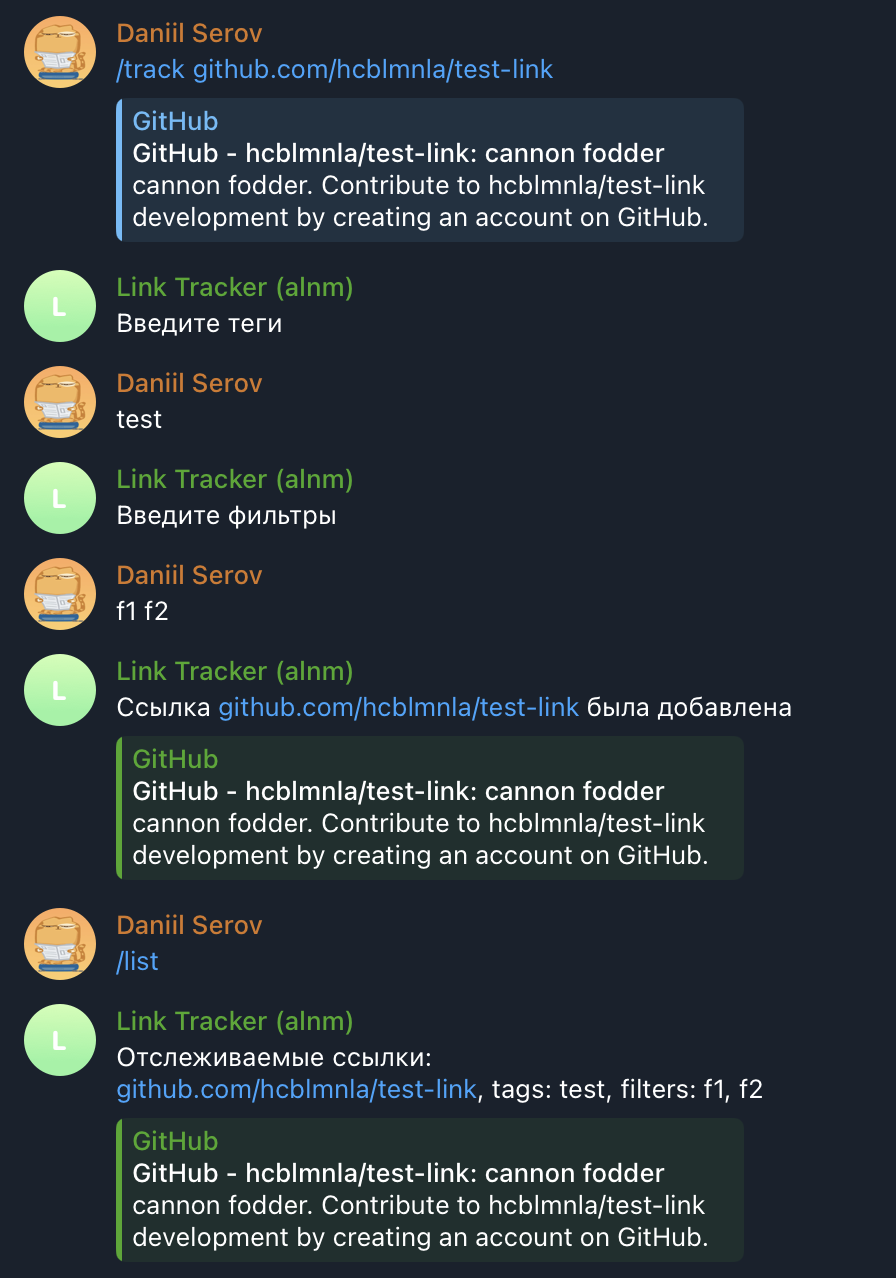 Daniil Serov
/track github.com/hcblmnla/test-link
GitHub
GitHub - hcblmnla/test-link: cannon fodder
cannon fodder. Contribute to hcblmnla/test-link
development by creating an account on GitHub.
L
Link Tracker (alnm)
Введите теги
Daniil Serov
test
L
Link Tracker (alnm)
Введите фильтры
Daniil Serov
f1 f2
L
Link Tracker (alnm)
Ссылка github.com/hcblmnla/test-link была добавлена
GitHub
GitHub - hcblmnla/test-link: cannon fodder
cannon fodder. Contribute to hcblmnla/test-link
development by creating an account on GitHub.
Daniil Serov
/list
L
Link Tracker (alnm)
Отслеживаемые ссылки:
github.com/hcblmnla/test-link, tags: test, filters: f1, f2
GitHub
GitHub - hcblmnla/test-link: cannon fodder
cannon fodder. Contribute to hcblmnla/test-link
development by creating an account on GitHub.